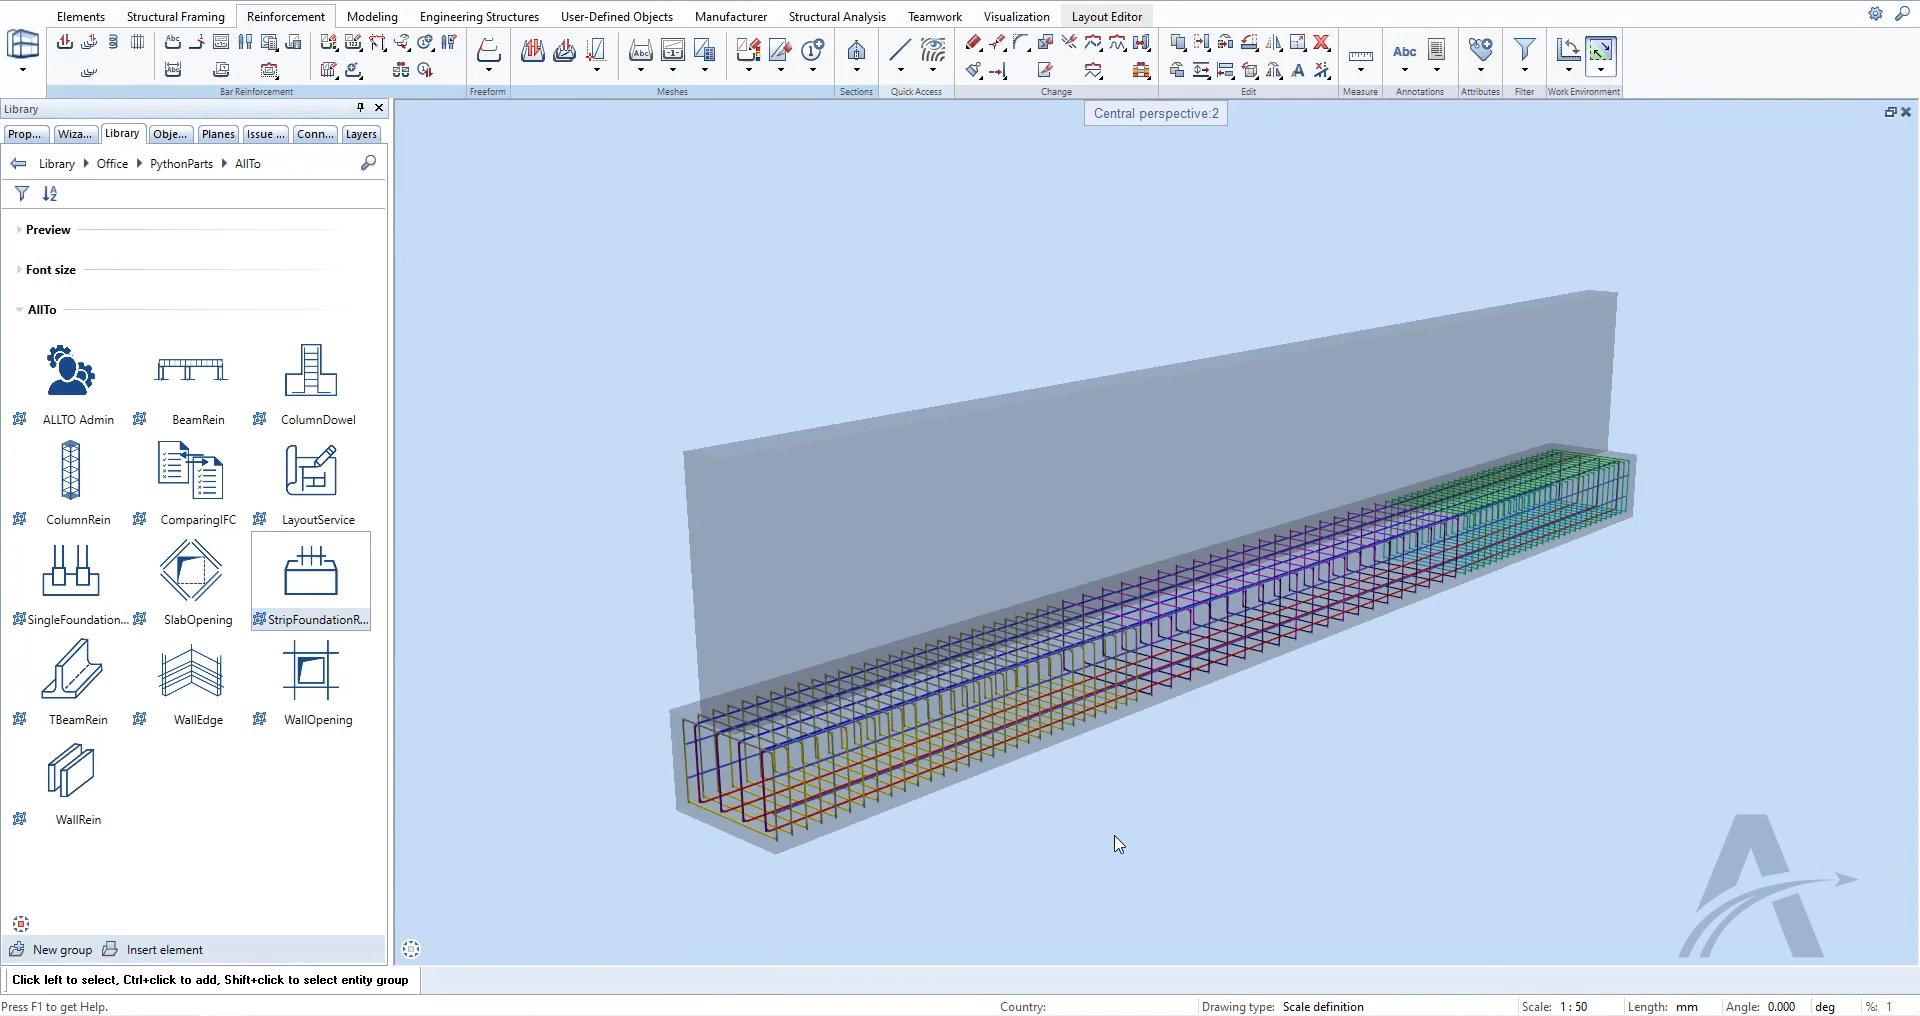 Elements Structural Framing Reinforcement Modeling Engineering Structures User-Defined Objects Manufacturer Structural Analysis Teamwork Visualization Layout Editor
Abc
Abc
Abc
Abc
Bar Reinforcement Freeform Meshes Sections Quick Access Change Edit Measure Annotations Attributes Filter Work Environment
Library
Central perspective:2
Prop... Wiza... Library Obje... Planes Issue ... Conn... Layers
Library Office PythonParts AllTo
Preview
Font size
AllTo
ALLTO Admin BeamRein ColumnDowel
ColumnRein ComparingIFC LayoutService
SingleFoundation... SlabOpening StripFoundationR...
TBeamRein WallEdge WallOpening
WallRein
New group Insert element
Click left to select, Ctrl+click to add, Shift+click to select entity group
Press F1 to get Help. Country: Drawing type: Scale definition Scale: 1 : 50 Length: mm Angle: 0.000 deg %: 1